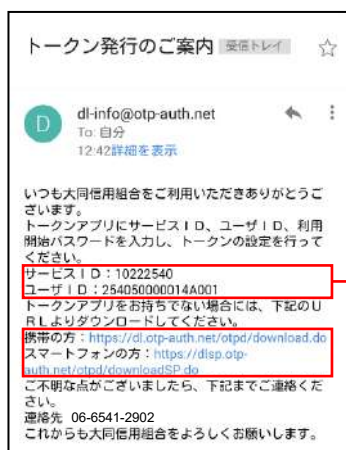 トークン発行のご案内 受信トレイ
D
dl-info@otp-auth.net
To: 自分
12:42詳細を表示
いつも大同信用組合をご利用いただきありがとうご
ざいます。
トークンアプリにサービスID、ユーザID、利用
開始パスワードを入力し、トークンの設定を行って
ください。
サービスID:10222540
ユーザID:254050000014A001
トークンアプリをお持ちでない場合には、下記のU
RLよりダウンロードしてください。
携帯の方:https://dl.otp-auth.net/otpd/download.do
スマートフォンの方:https://disp.otp-
auth.net/otpd/downloadSP.do
ご不明な点がございましたら、下記までご連絡くだ
さい。
連絡先 06-6541-2902
これからも大同信用組合をよろしくお願いします。